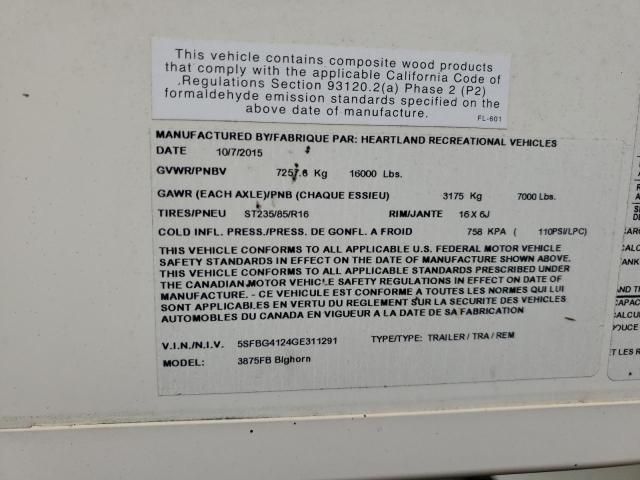 This vehicle contains composite wood products
that comply with the applicable California Code of
.Regulations Section 93120.2(a) Phase 2 (P2)
formaldehyde emission standards specified on the
above date of manufacture.
FL-601
MANUFACTURED BY/FABRIQUE PAR: HEARTLAND RECREATIONAL VEHICLES
DATE 10/7/2015
GVWR/PNBV 7257.6 Kg 16000 Lbs.
GAWR (EACH AXLE)/PNB (CHAQUE ESSIEU) 3175 Kg 7000 Lbs.
TIRES/PNEU ST235/85/R16 RIM/JANTE 16 X 6J
COLD INFL. PRESS./PRESS. DE GONFL. A FROID 758 KPA ( 110PSI/LPC)
THIS VEHICLE CONFORMS TO ALL APPLICABLE U.S. FEDERAL MOTOR VEHICLE
SAFETY STANDARDS IN EFFECT ON THE DATE OF MANUFACTURE SHOWN ABOVE.
THIS VEHICLE CONFORMS TO ALL APPLICABLE STANDARDS PRESCRIBED UNDER
THE CANADIAN MOTOR VEHICLE SAFETY REGULATIONS IN EFFECT ON DATE OF
MANUFACTURE. - CE VEHICULE EST CONFORME A TOUTES LES NORMES QUI LUI
SONT APPLICABLES EN VERTU DU REGLEMENT SUR LA SECURITE DES VEHICLES
AUTOMOBILES DU CANADA EN VIGUEUR A LA DATE DE SA FABRICATION
V.I.N./N.I.V. 5SFBG4124GE311291 TYPE/TYPE: TRAILER / TRA / REM
MODEL: 3875FB Bighorn